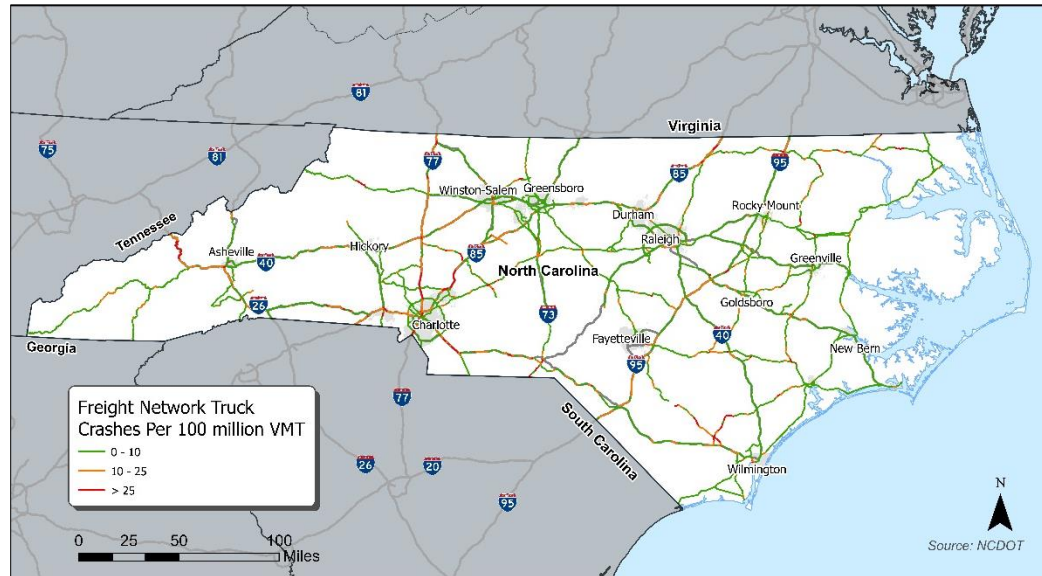 81
Virginia
75
81
77
85
95
Winston-Salem
Greensboro
Durham
Rocky Mount
Tennessee
Raleigh
Asheville
Hickory
85
40
North Carolina
Greenville
26
Goldsboro
73
Charlotte
Fayetteville
40
New Bern
Georgia
95
77
South Carolina
Freight Network Truck
Crashes Per 100 million VMT
0 - 10
10 - 25
> 25
26
20
Wilmington
95
N
0 25 50 100
Miles
Source: NCDOT